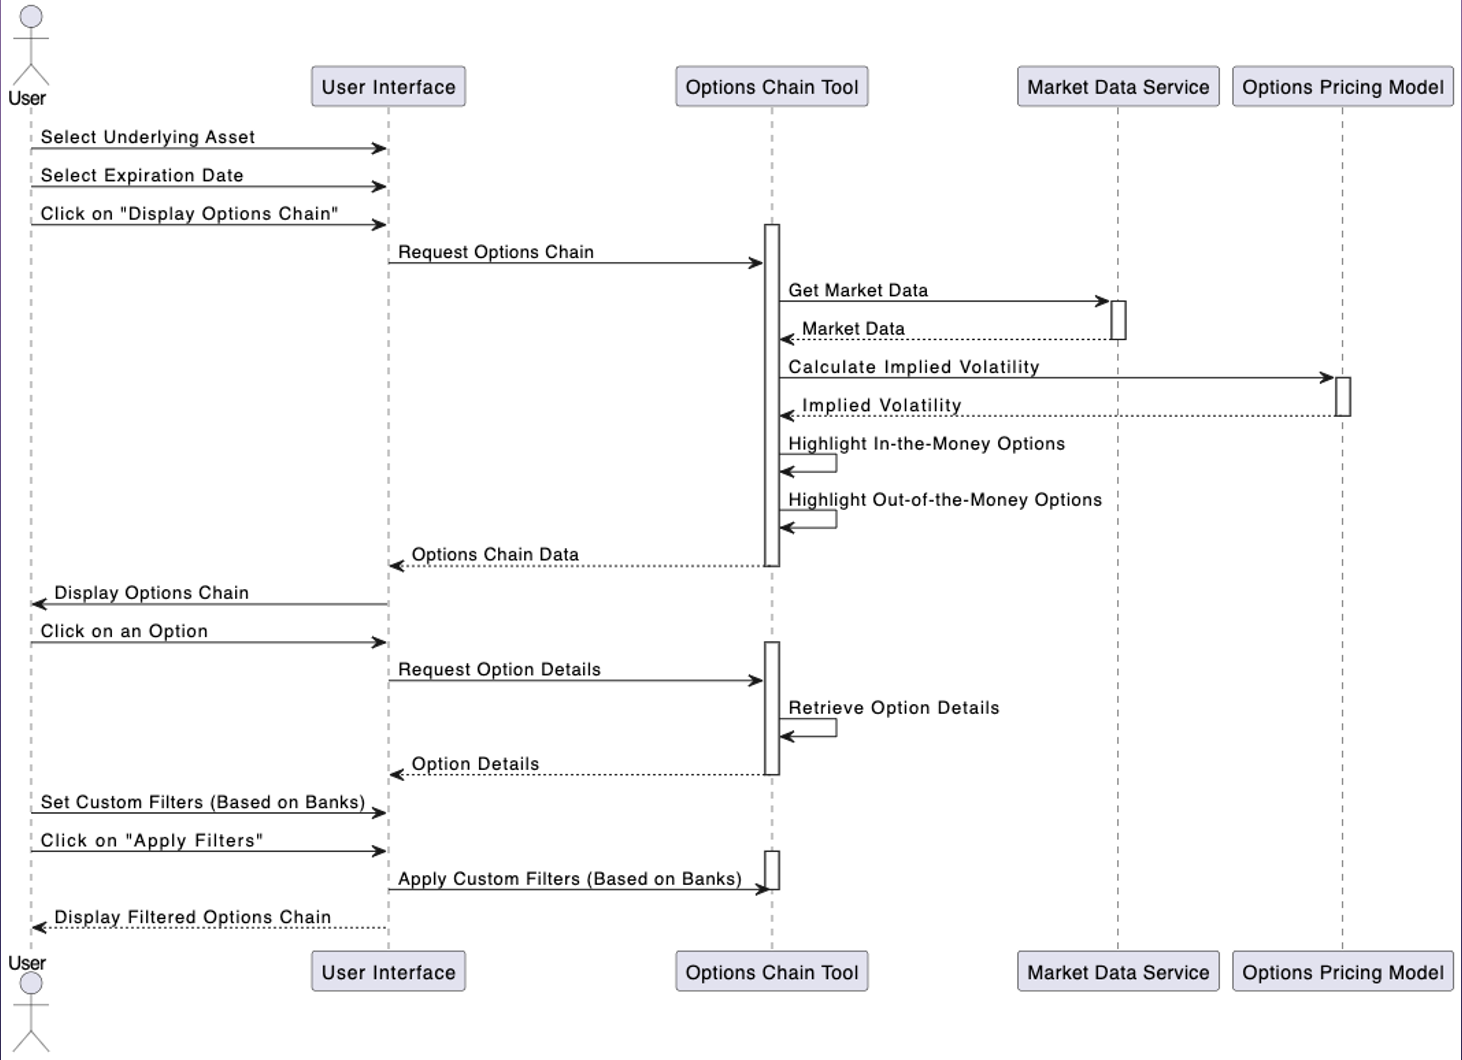 User
User Interface
Options Chain Tool
Market Data Service
Options Pricing Model
Select Underlying Asset
Select Expiration Date
Click on "Display Options Chain"
Request Options Chain
Get Market Data
Market Data
Calculate Implied Volatility
Implied Volatility
Highlight In-the-Money Options
Highlight Out-of-the-Money Options
Options Chain Data
Display Options Chain
Click on an Option
Request Option Details
Retrieve Option Details
Option Details
Set Custom Filters (Based on Banks)
Click on "Apply Filters"
Apply Custom Filters (Based on Banks)
Display Filtered Options Chain
User
User Interface
Options Chain Tool
Market Data Service
Options Pricing Model